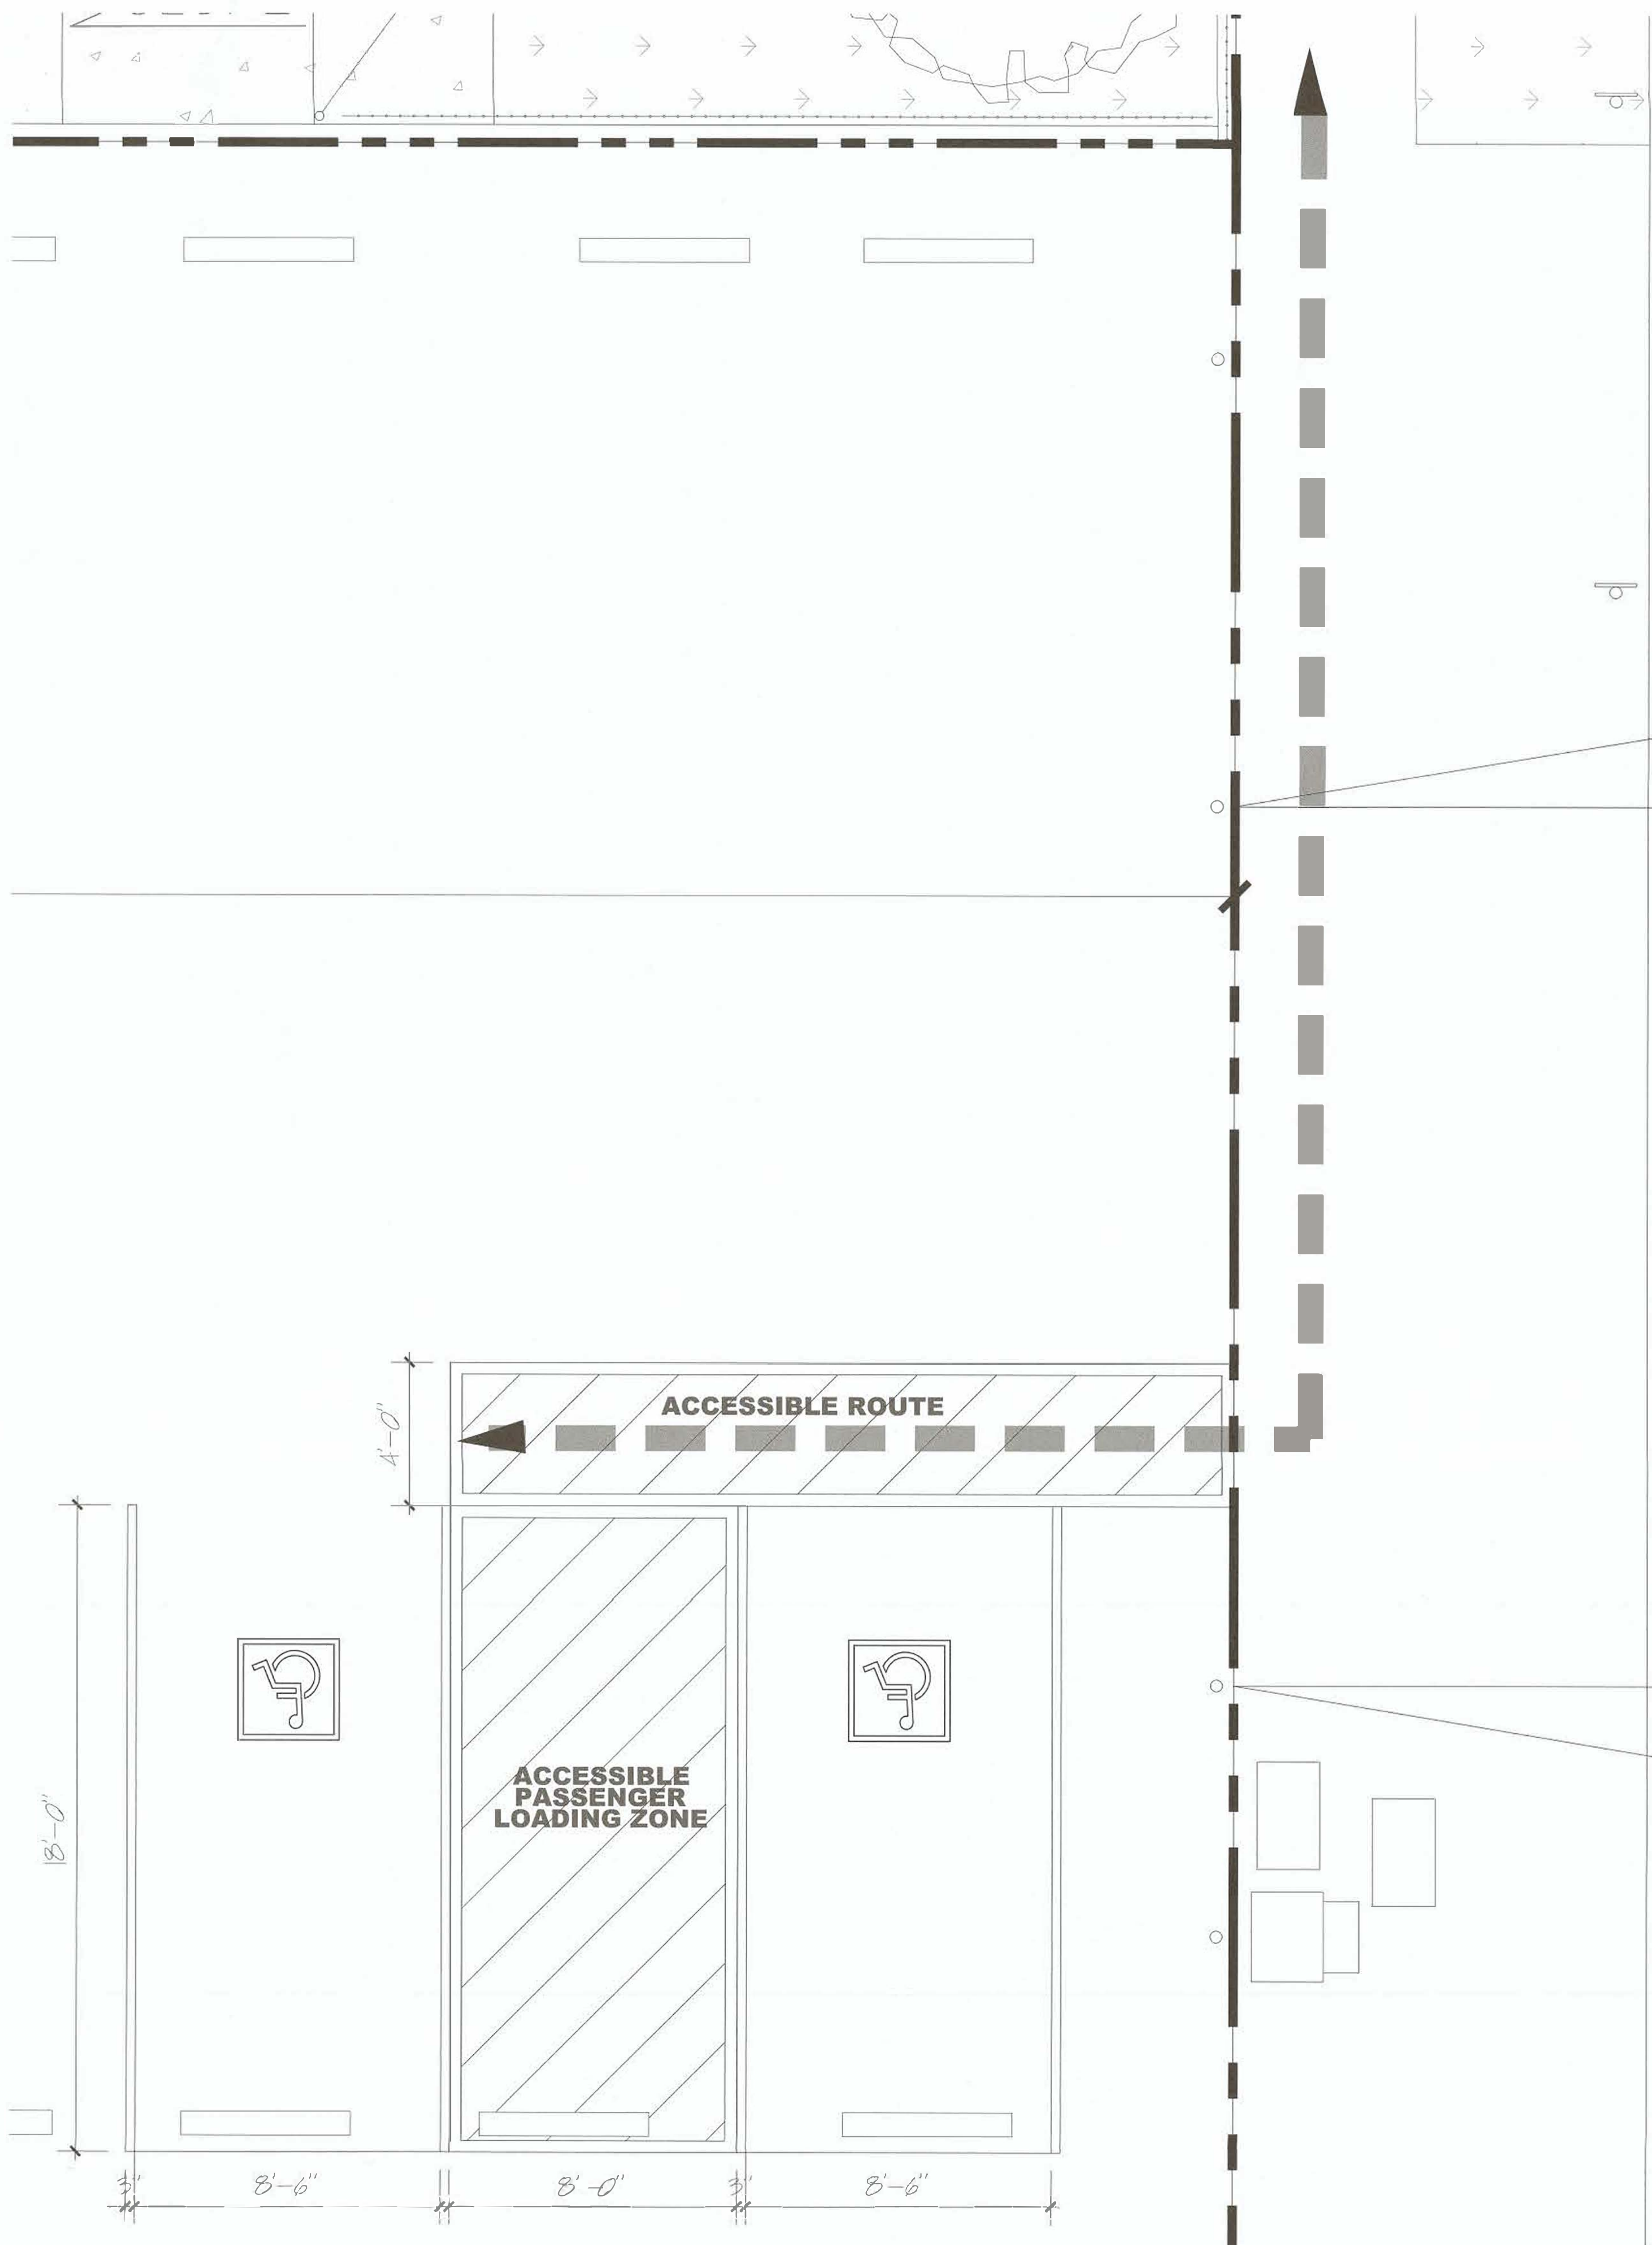 ACCESSIBLE ROUTE
4'-0"
ACCESSIBLE
PASSENGER
LOADING ZONE
18'-0"
3"
8'-6"
8'-0"
3"
8'-6"